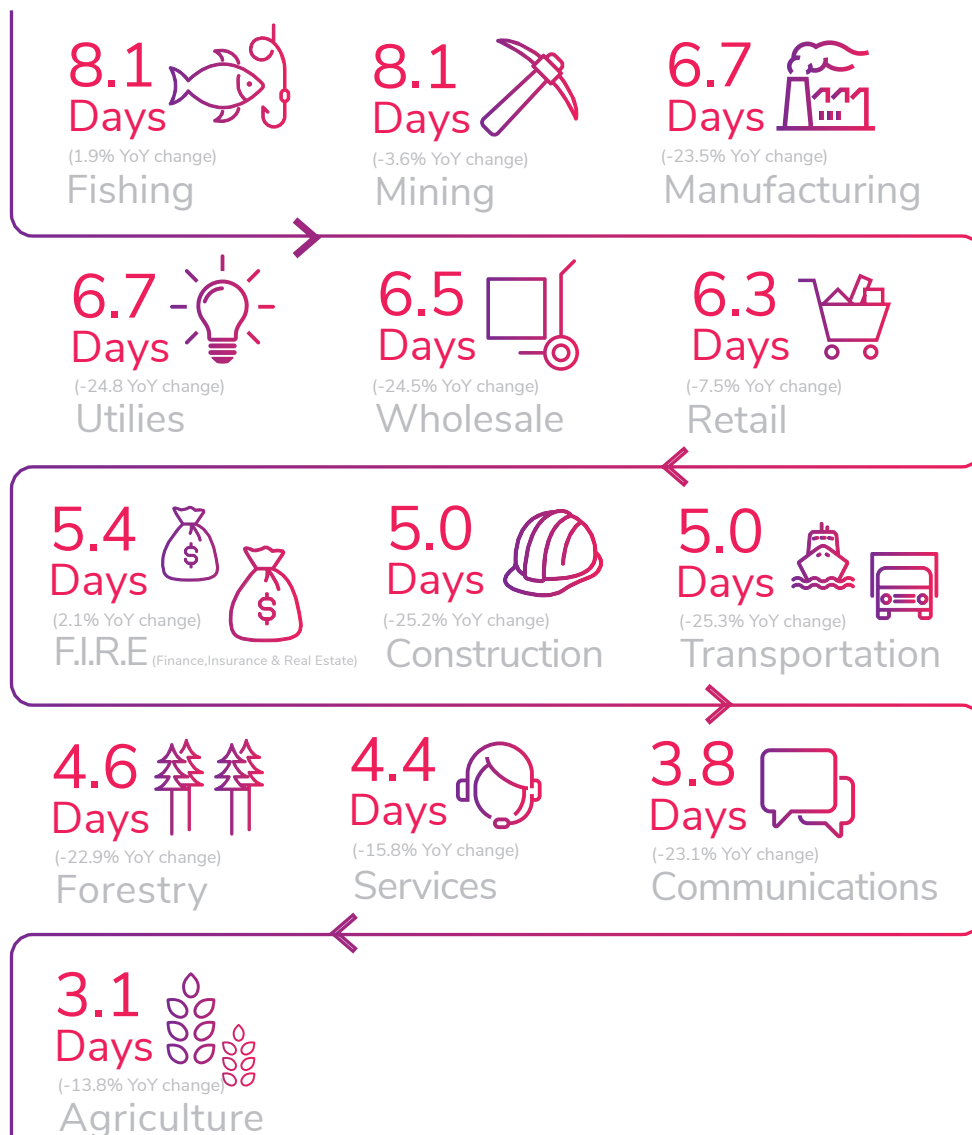 8.1
Days
(1.9% YoY change)
Fishing
8.1
Days
(-3.6% YoY change)
Mining
6.7
Days
(-23.5% YoY change)
Manufacturing
6.7
Days
(-24.8 YoY change)
Utilies
6.5
Days
(-24.5% YoY change)
Wholesale
6.3
Days
(-7.5% YoY change)
Retail
5.4
Days
$
$
(2.1% YoY change)
F.I.R.E (Finance,Insurance & Real Estate)
5.0
Days
(-25.2% YoY change)
Construction
5.0
Days
(-25.3% YoY change)
Transportation
4.6
Days
(-22.9% YoY change)
Forestry
4.4
Days
(-15.8% YoY change)
Services
3.8
Days
(-23.1% YoY change)
Communications
3.1
Days
(-13.8% YoY change)
Agriculture